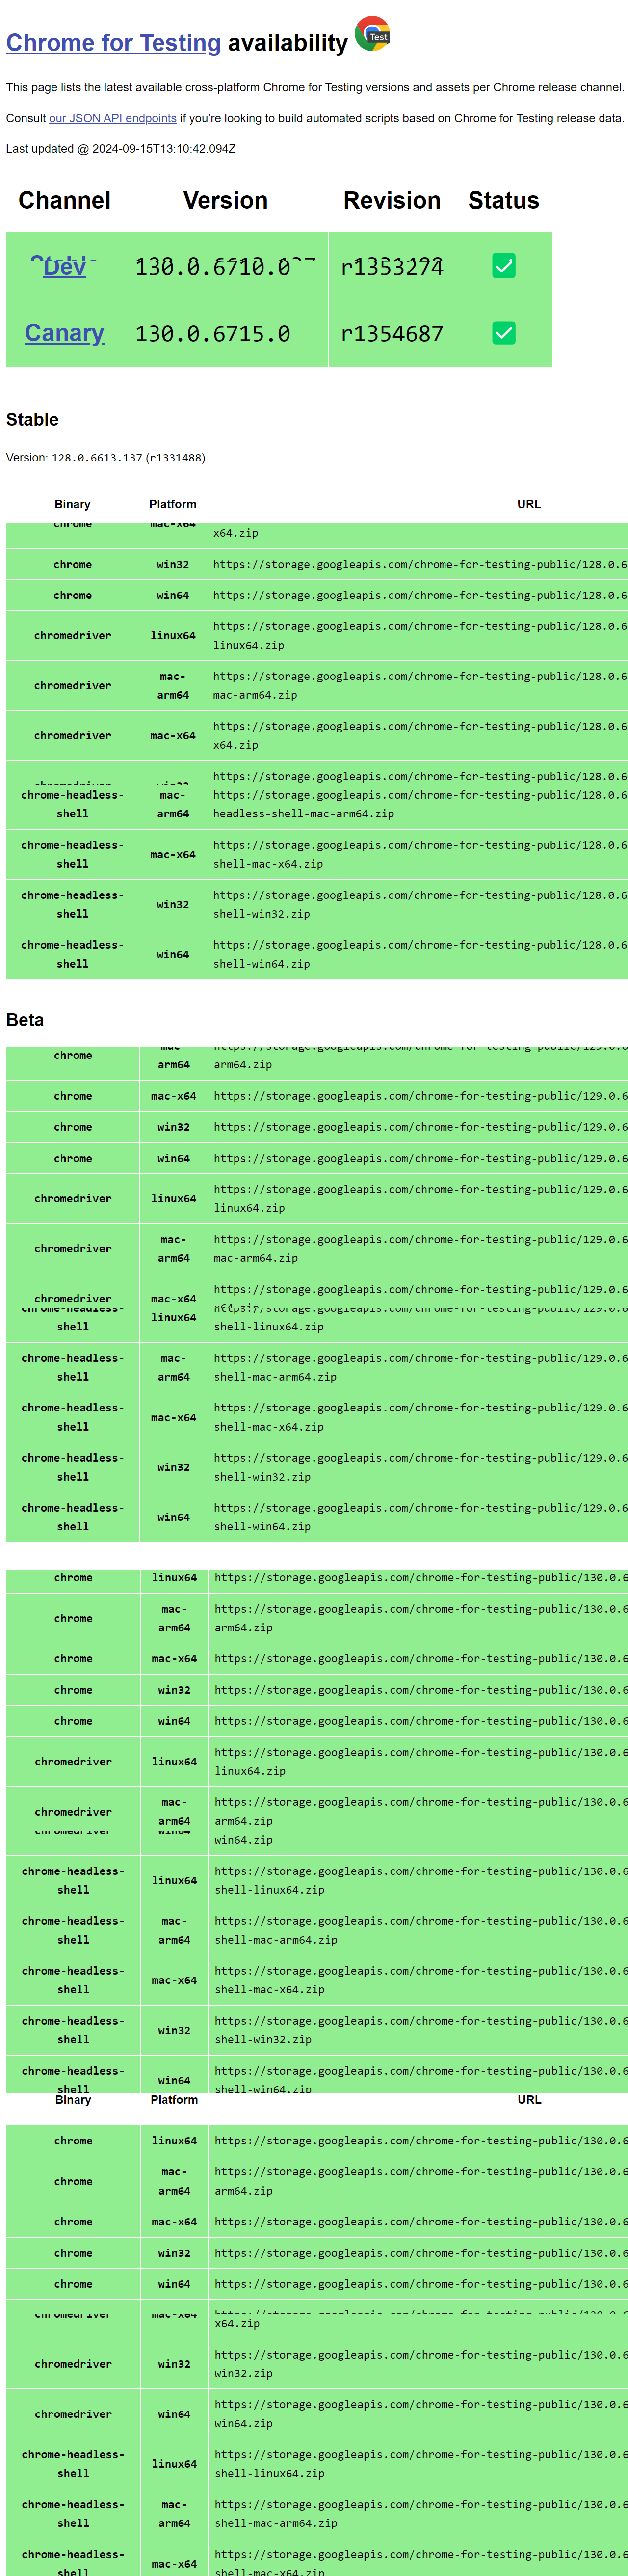 Chrome for Testing availability
Test
This page lists the latest available cross-platform Chrome for Testing versions and assets per Chrome release channel.
Consult our JSON API endpoints if you're looking to build automated scripts based on Chrome for Testing release data.
Last updated @ 2024-09-15T13:10:42.094Z
Channel Version Revision Status
Dev 130.0.6710.0 r1353274
Canary 130.0.6715.0 r1354687
Stable
Version: 128.0.6613.137 (r1331488)
Binary Platform URL
chrome mac-x64
x64.zip
chrome win32 https://storage.googleapis.com/chrome-for-testing-public/128.0.6
chrome win64 https://storage.googleapis.com/chrome-for-testing-public/128.0.6
chromedriver linux64 https://storage.googleapis.com/chrome-for-testing-public/128.0.6
linux64.zip
chromedriver mac-arm64 https://storage.googleapis.com/chrome-for-testing-public/128.0.6
mac-arm64.zip
chromedriver mac-x64 https://storage.googleapis.com/chrome-for-testing-public/128.0.6
x64.zip
https://storage.googleapis.com/chrome-for-testing-public/128.0.6
chrome-headless-shell mac-arm64 https://storage.googleapis.com/chrome-for-testing-public/128.0.6
headless-shell-mac-arm64.zip
chrome-headless-shell mac-x64 https://storage.googleapis.com/chrome-for-testing-public/128.0.6
shell-mac-x64.zip
chrome-headless-shell win32 https://storage.googleapis.com/chrome-for-testing-public/128.0.6
shell-win32.zip
chrome-headless-shell win64 https://storage.googleapis.com/chrome-for-testing-public/128.0.6
shell-win64.zip
Beta
chrome mac-arm64 https://storage.googleapis.com/chrome-for-testing-public/129.0.6
arm64.zip
chrome mac-x64 https://storage.googleapis.com/chrome-for-testing-public/129.0.6
chrome win32 https://storage.googleapis.com/chrome-for-testing-public/129.0.6
chrome win64 https://storage.googleapis.com/chrome-for-testing-public/129.0.6
chromedriver linux64 https://storage.googleapis.com/chrome-for-testing-public/129.0.6
linux64.zip
chromedriver mac-arm64 https://storage.googleapis.com/chrome-for-testing-public/129.0.6
mac-arm64.zip
chromedriver mac-x64 https://storage.googleapis.com/chrome-for-testing-public/129.0.6
chrome-headless-shell linux64 https://storage.googleapis.com/chrome-for-testing-public/129.0.6
shell-linux64.zip
chrome-headless-shell mac-arm64 https://storage.googleapis.com/chrome-for-testing-public/129.0.6
shell-mac-arm64.zip
chrome-headless-shell mac-x64 https://storage.googleapis.com/chrome-for-testing-public/129.0.6
shell-mac-x64.zip
chrome-headless-shell win32 https://storage.googleapis.com/chrome-for-testing-public/129.0.6
shell-win32.zip
chrome-headless-shell win64 https://storage.googleapis.com/chrome-for-testing-public/129.0.6
shell-win64.zip
chrome linux64 https://storage.googleapis.com/chrome-for-testing-public/130.0.6
chrome mac-arm64 https://storage.googleapis.com/chrome-for-testing-public/130.0.6
arm64.zip
chrome mac-x64 https://storage.googleapis.com/chrome-for-testing-public/130.0.6
chrome win32 https://storage.googleapis.com/chrome-for-testing-public/130.0.6
chrome win64 https://storage.googleapis.com/chrome-for-testing-public/130.0.6
chromedriver linux64 https://storage.googleapis.com/chrome-for-testing-public/130.0.6
linux64.zip
chromedriver mac-arm64 https://storage.googleapis.com/chrome-for-testing-public/130.0.6
arm64.zip
chromedriver win64
win64.zip
chrome-headless-shell linux64 https://storage.googleapis.com/chrome-for-testing-public/130.0.6
shell-linux64.zip
chrome-headless-shell mac-arm64 https://storage.googleapis.com/chrome-for-testing-public/130.0.6
shell-mac-arm64.zip
chrome-headless-shell mac-x64 https://storage.googleapis.com/chrome-for-testing-public/130.0.6
shell-mac-x64.zip
chrome-headless-shell win32 https://storage.googleapis.com/chrome-for-testing-public/130.0.6
shell-win32.zip
chrome-headless-shell win64 https://storage.googleapis.com/chrome-for-testing-public/130.0.6
shell-win64.zip
Binary Platform URL
chrome linux64 https://storage.googleapis.com/chrome-for-testing-public/130.0.6
chrome mac-arm64 https://storage.googleapis.com/chrome-for-testing-public/130.0.6
arm64.zip
chrome mac-x64 https://storage.googleapis.com/chrome-for-testing-public/130.0.6
chrome win32 https://storage.googleapis.com/chrome-for-testing-public/130.0.6
chrome win64 https://storage.googleapis.com/chrome-for-testing-public/130.0.6
chromedriver mac-x64
x64.zip
chromedriver win32 https://storage.googleapis.com/chrome-for-testing-public/130.0.6
win32.zip
chromedriver win64 https://storage.googleapis.com/chrome-for-testing-public/130.0.6
win64.zip
chrome-headless-shell linux64 https://storage.googleapis.com/chrome-for-testing-public/130.0.6
shell-linux64.zip
chrome-headless-shell mac-arm64 https://storage.googleapis.com/chrome-for-testing-public/130.0.6
shell-mac-arm64.zip
chrome-headless-shell mac-x64 https://storage.googleapis.com/chrome-for-testing-public/130.0.6
shell-mac-x64.zip